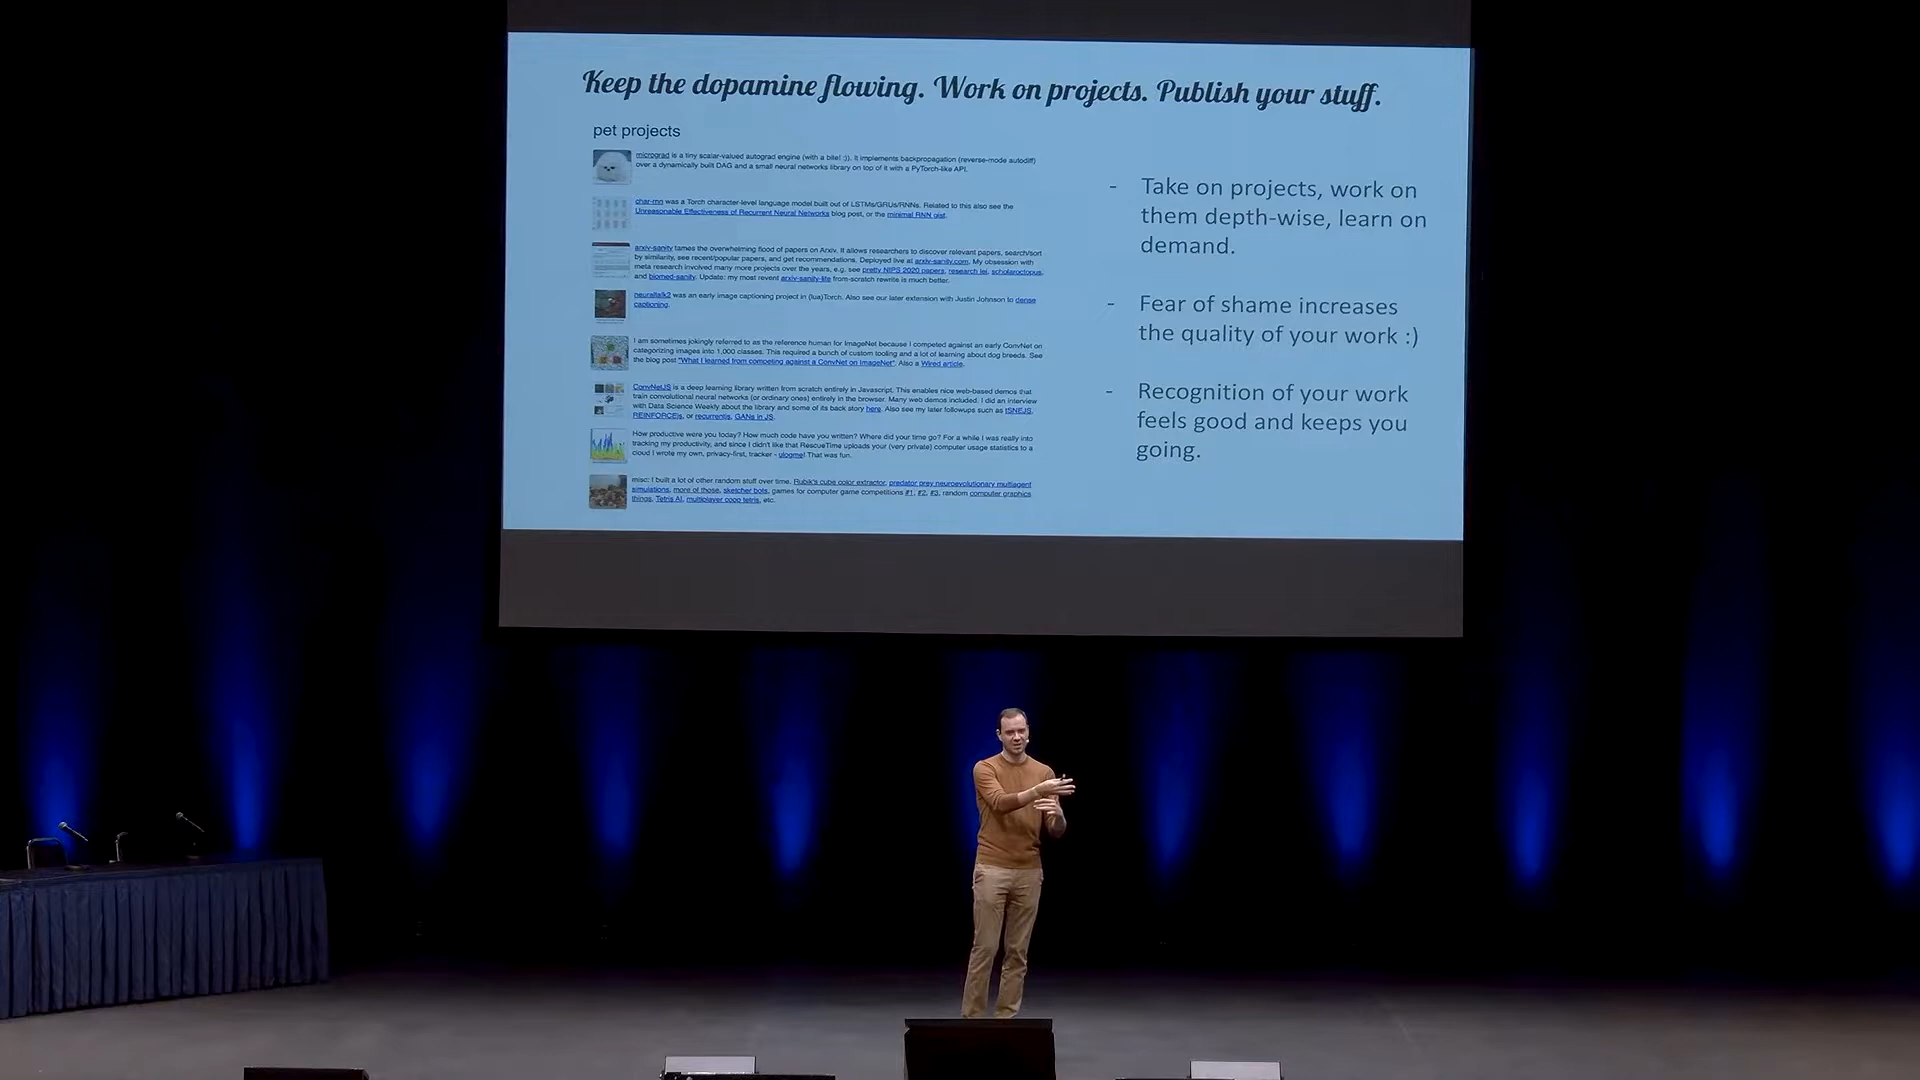 Keep the dopamine flowing. Work on projects. Publish your stuff.
pet projects
micrograd is a tiny scalar-valued autograd engine (with a bite! :)). It implements backpropagation (reverse-mode autodiff)
over a dynamically built DAG and a small neural networks library on top of it with a PyTorch-like API.
char-rnn was a Torch character-level language model built out of LSTMs/GRUs/RNNs. Related to this also see the
Unreasonable Effectiveness of Recurrent Neural Networks blog post, or the minimal RNN gist.
arxiv-sanity tames the overwhelming flood of papers on Arxiv. It allows researchers to discover relevant papers, search/sort
by similarity, see recent/popular papers, and get recommendations. Deployed live at arxiv-sanity.com. My obsession with
meta research involved many more projects over the years, e.g. see pretty NIPS 2020 papers, research lei, scholaroctopus,
and biomed-sanity. Update: my most revent arxiv-sanity-lite from-scratch rewrite is much better.
neuraltalk2 was an early image captioning project in (lua)Torch. Also see our later extension with Justin Johnson to dense
captioning.
I am sometimes jokingly referred to as the reference human for ImageNet because I competed against an early ConvNet on
categorizing images into 1,000 classes. This required a bunch of custom tooling and a lot of learning about dog breeds. See
the blog post "What I learned from competing against a ConvNet on ImageNet". Also a Wired article.
ConvNetJS is a deep learning library written from scratch entirely in Javascript. This enables nice web-based demos that
train convolutional neural networks (or ordinary ones) entirely in the browser. Many web demos included. I did an interview
with Data Science Weekly about the library and some of its back story here. Also see my later followups such as tSNEJS,
REINFORCEjs, or recurrentjs, GANs in JS.
How productive were you today? How much code have you written? Where did your time go? For a while I was really into
tracking my productivity, and since I didn't like that RescueTime uploads your (very private) computer usage statistics to a
cloud I wrote my own, privacy-first, tracker - ulogme! That was fun.
misc: I built a lot of other random stuff over time. Rubik's cube color extractor, predator prey neuroevolutionary multiagent
simulations, more of those, sketcher bots, games for computer game competitions #1, #2, #3, random computer graphics
things, Tetris AI, multiplayer coop tetris, etc.
- Take on projects, work on
them depth-wise, learn on
demand.
- Fear of shame increases
the quality of your work :)
- Recognition of your work
feels good and keeps you
going.